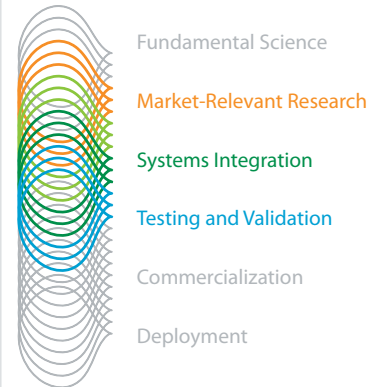 Fundamental Science
Market-Relevant Research
Systems Integration
Testing and Validation
Commercialization
Deployment